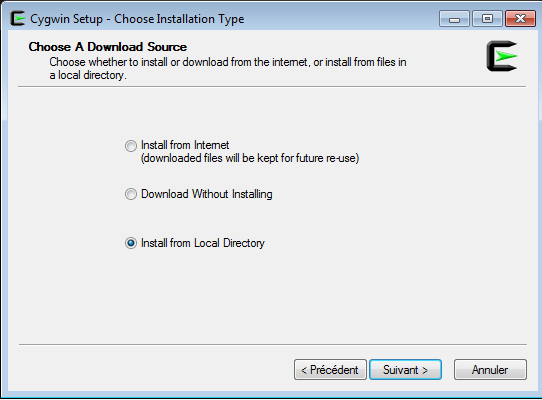 Cygwin Setup - Choose Installation Type
Choose A Download Source
Choose whether to install or download from the internet, or install from files in
a local directory.
Install from Internet
(downloaded files will be kept for future re-use)
Download Without Installing
Install from Local Directory
< Précédent
Suivant >
Annuler